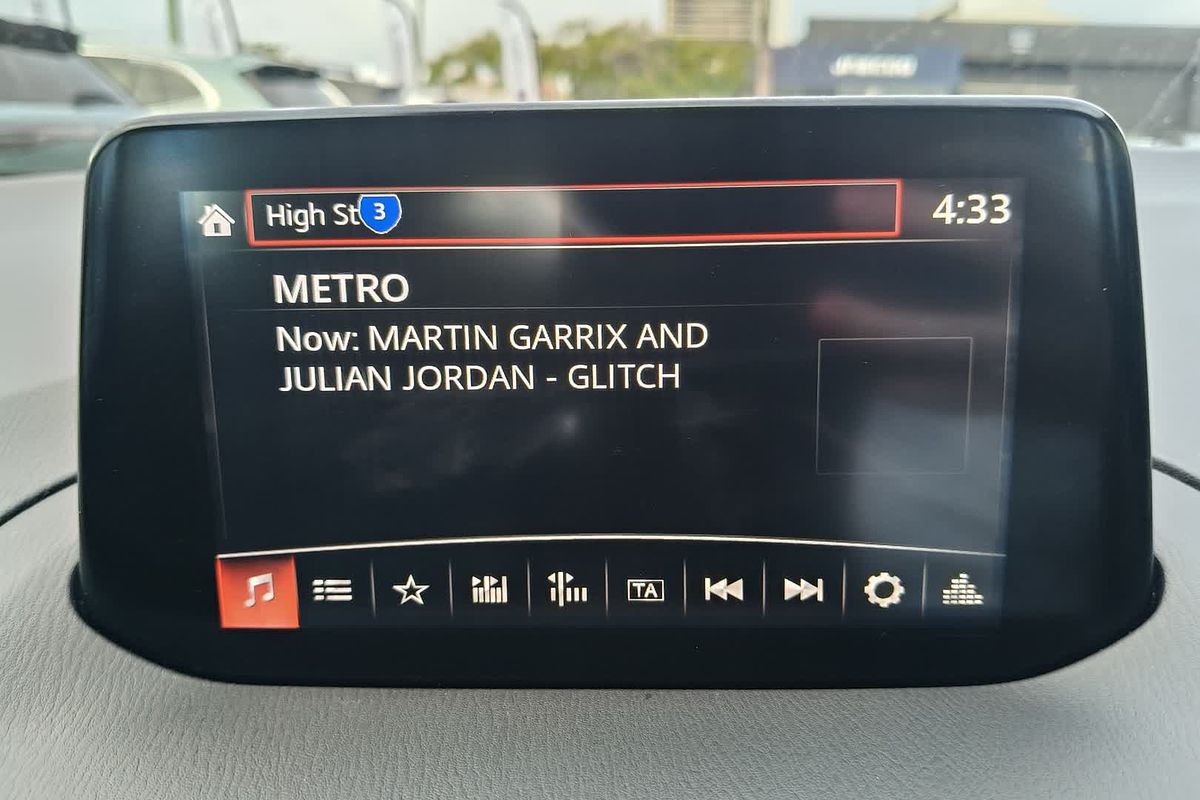 High St 3
4:33
METRO
Now: MARTIN GARRIX AND
JULIAN JORDAN - GLITCH
TA